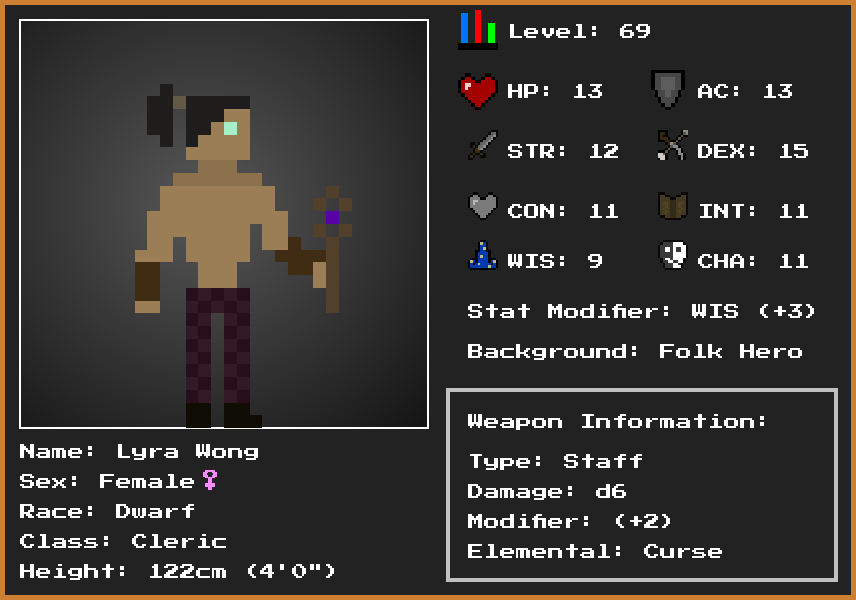 Level: 69
HP: 13
AC: 13
STR: 12
DEX: 15
CON: 11
INT: 11
WIS: 9
CHA: 11
Stat Modifier: WIS (+3)
Background: Folk Hero
Weapon Information:
Type: Staff
Damage: d6
Modifier: (+2)
Elemental: Curse
Name: Lyra Wong
Sex: Female♀
Race: Dwarf
Class: Cleric
Height: 122cm (4'0")